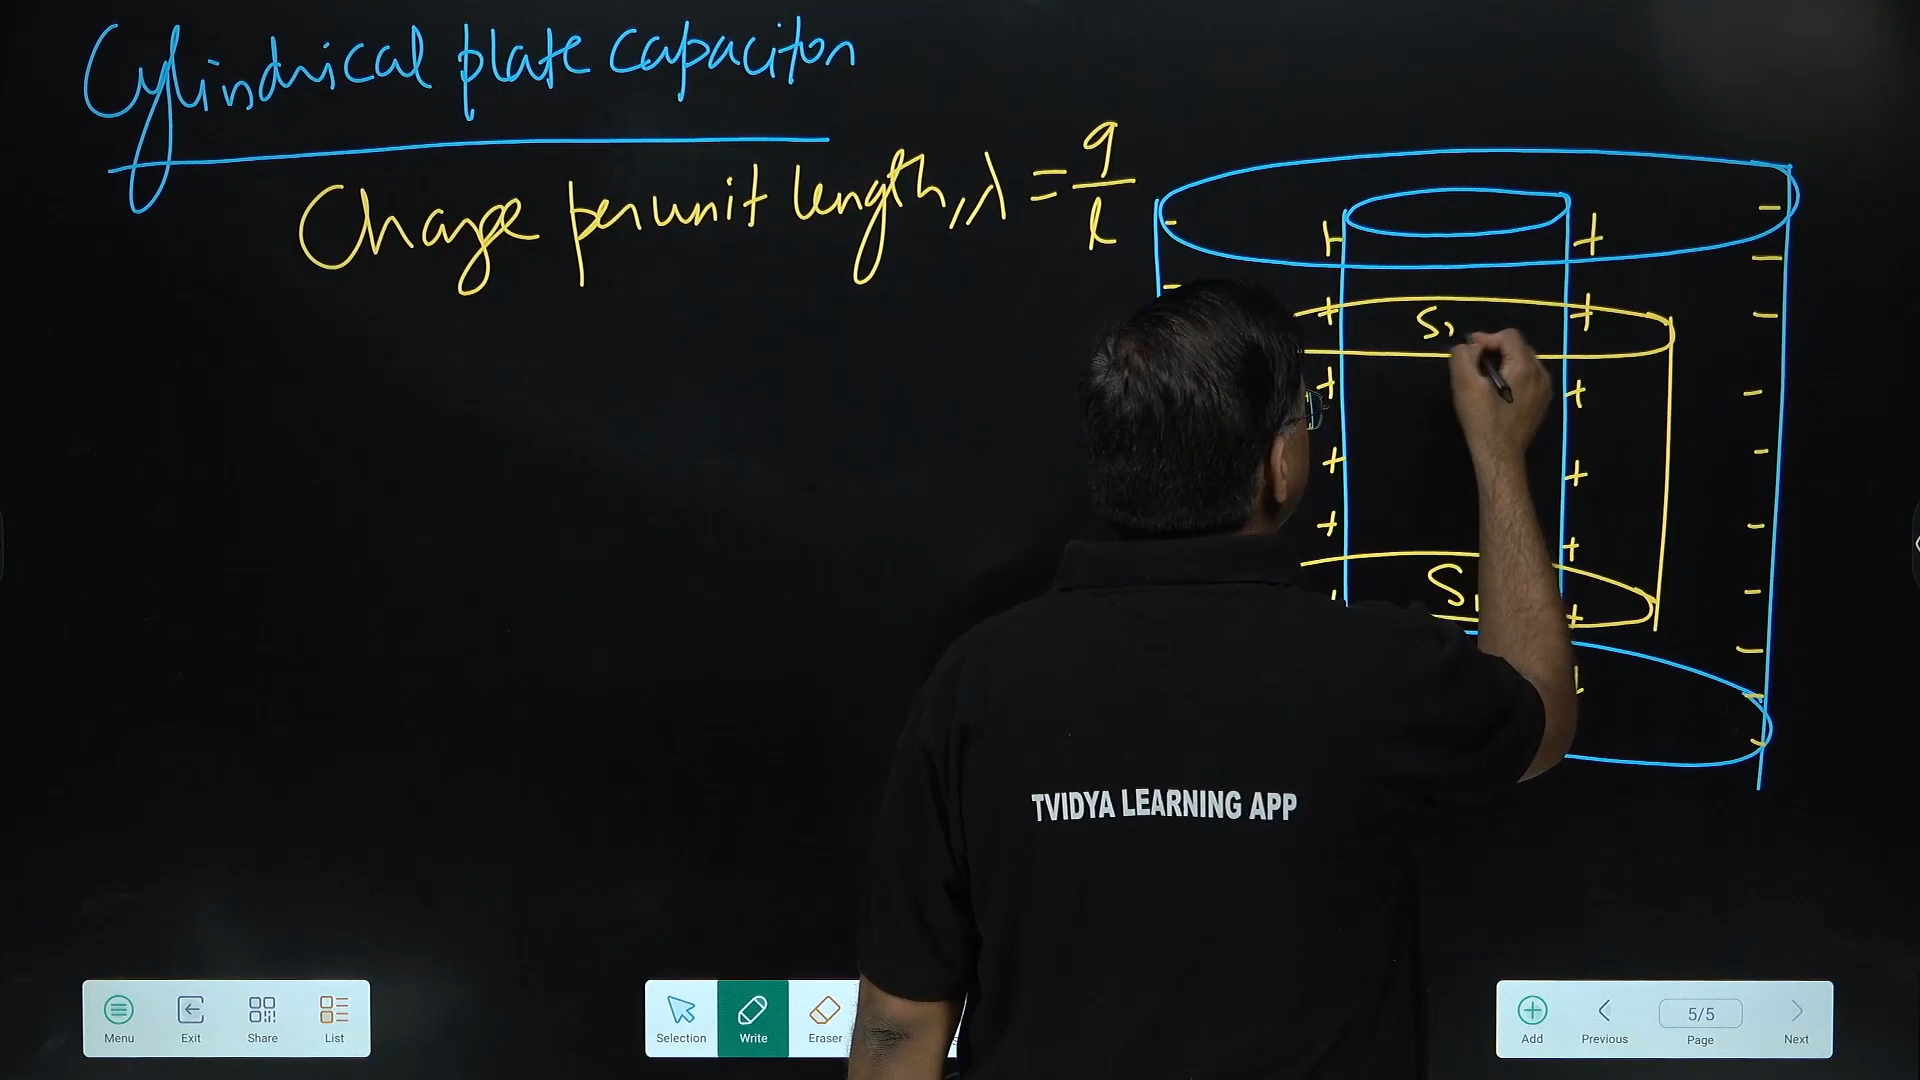 Cylindrical plate capacitor
Charge per unit length, λ = q/l
S₁
S₁
TVIDYA LEARNING APP
Menu
Exit
Share
List
Selection
Write
Eraser
Add
Previous
5/5
Page
Next